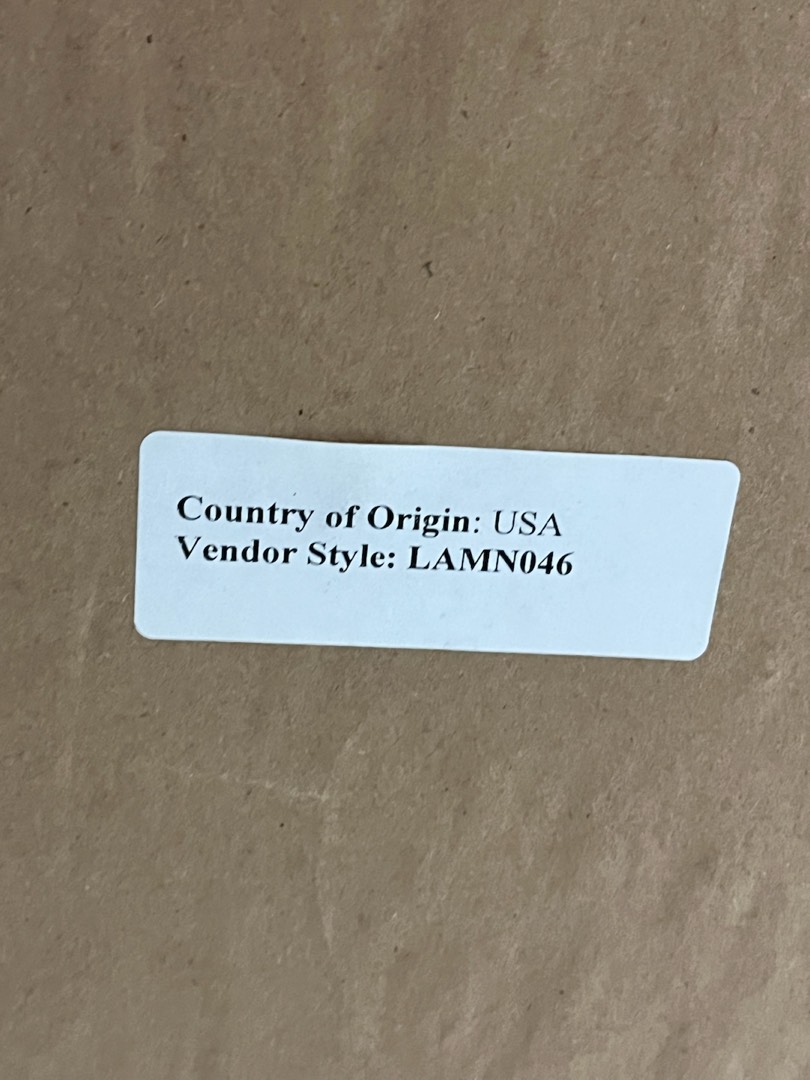 Country of Origin: USA
Vendor Style: LAMN046